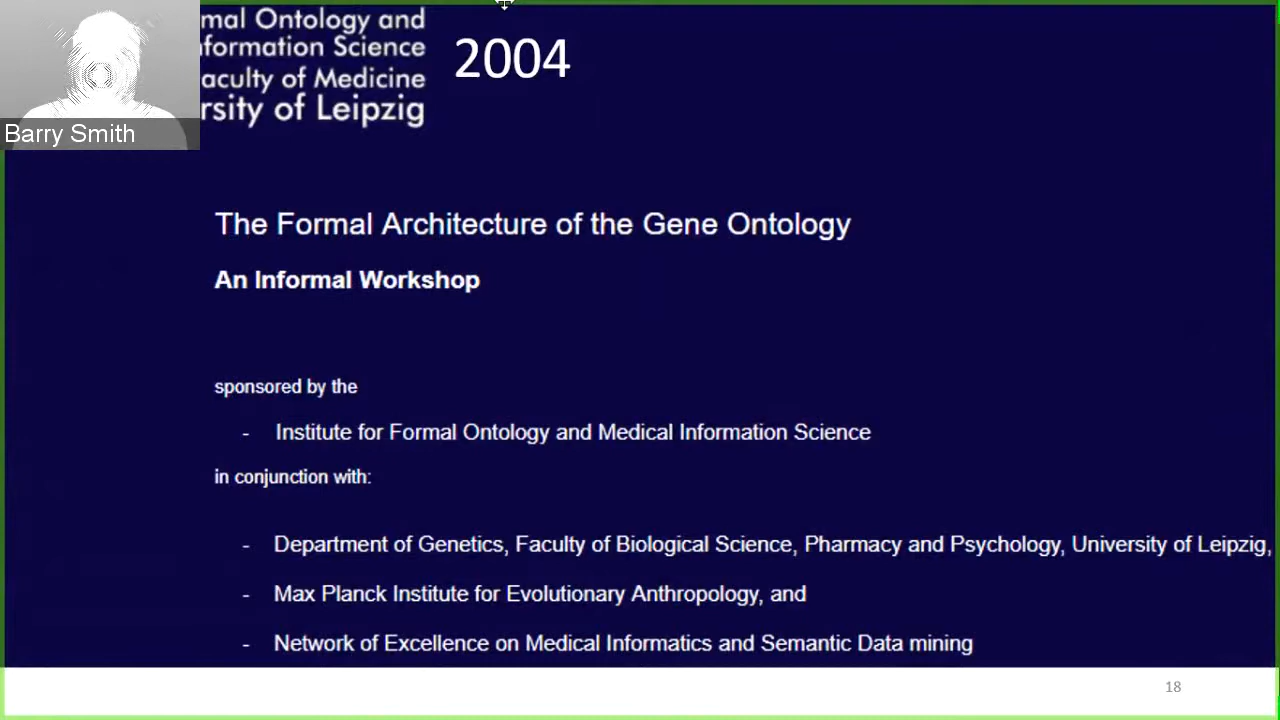 mal Ontology and
nformation Science
aculty of Medicine
rsity of Leipzig
2004
Barry Smith
The Formal Architecture of the Gene Ontology
An Informal Workshop
sponsored by the
- Institute for Formal Ontology and Medical Information Science
in conjunction with:
- Department of Genetics, Faculty of Biological Science, Pharmacy and Psychology, University of Leipzig,
- Max Planck Institute for Evolutionary Anthropology, and
- Network of Excellence on Medical Informatics and Semantic Data mining
18